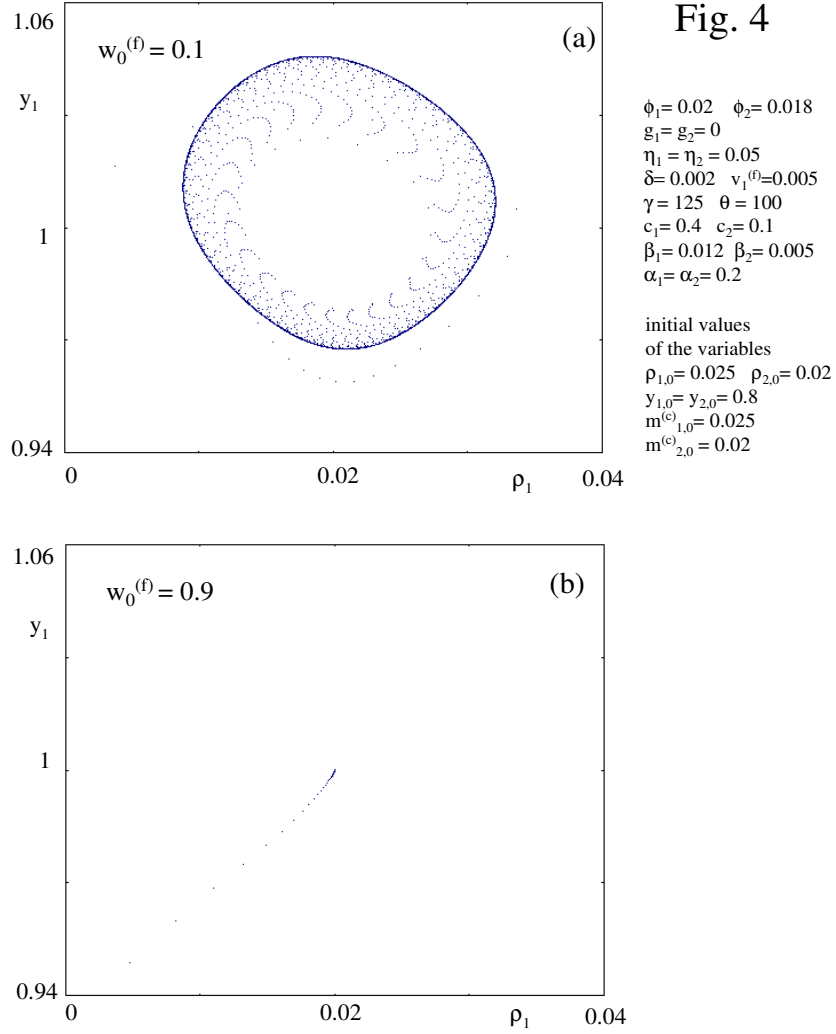 Fig. 4
1.06
w₀⁽ᶠ⁾ = 0.1
(a)
y₁
1
0.94
0
0.02
ρ₁
0.04
ϕ₁= 0.02 ϕ₂= 0.018
g₁= g₂= 0
η₁ = η₂ = 0.05
δ= 0.002 v₁⁽ᶠ⁾=0.005
γ = 125 θ = 100
c₁= 0.4 c₂= 0.1
β₁= 0.012 β₂= 0.005
α₁= α₂= 0.2
initial values
of the variables
ρ₁,₀= 0.025 ρ₂,₀= 0.02
y₁,₀= y₂,₀= 0.8
m⁽ᶜ⁾₁,₀= 0.025
m⁽ᶜ⁾₂,₀ = 0.02
1.06
w₀⁽ᶠ⁾ = 0.9
(b)
y₁
1
0.94
0
0.02
ρ₁
0.04